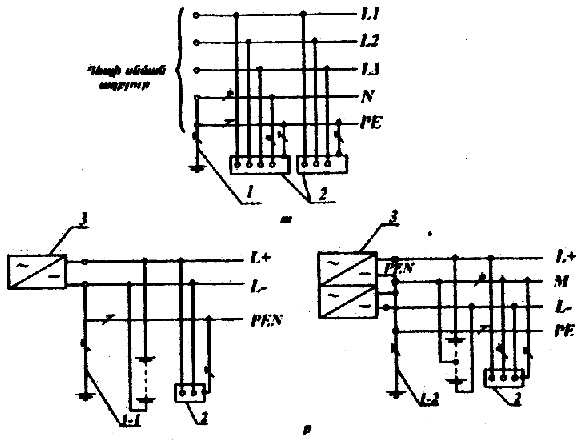 L1
L2
L3
N
PE
1
2
ա
3
L+
L-
PEN
1-1
2
3
PEN
L+
M
L-
PE
1-2
2
բ